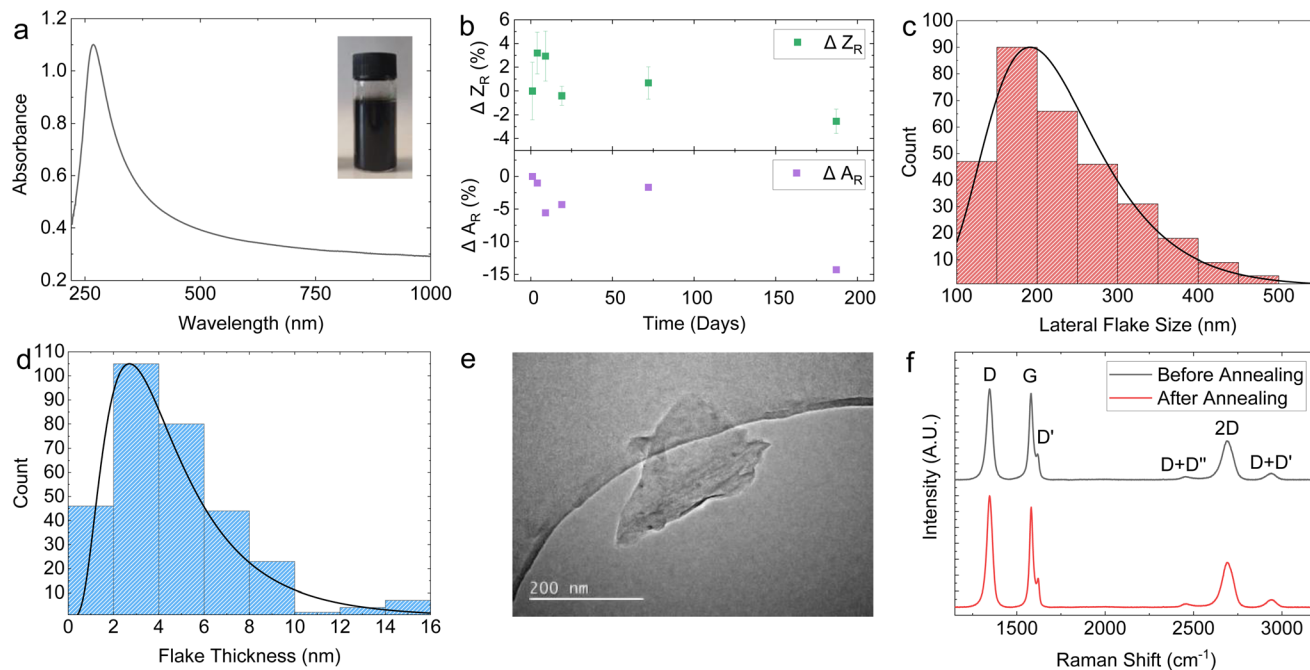 a
1.2
1.0
0.8
0.6
0.4
0.2
Absorbance
250
500
750
1000
Wavelength (nm)
b
6
4
2
0
-2
-4
Δ Z_R (%)
Δ Z_R
0
-5
-10
-15
Δ A_R (%)
Δ A_R
0
50
100
150
200
Time (Days)
c
100
90
80
70
60
50
40
30
20
10
Count
100
200
300
400
500
Lateral Flake Size (nm)
d
110
100
90
80
70
60
50
40
30
20
10
Count
0
2
4
6
8
10
12
14
16
Flake Thickness (nm)
e
200 nm
f
Before Annealing
After Annealing
D
G
D'
D+D''
2D
D+D'
Intensity (A.U.)
1500
2000
2500
3000
Raman Shift (cm⁻¹)